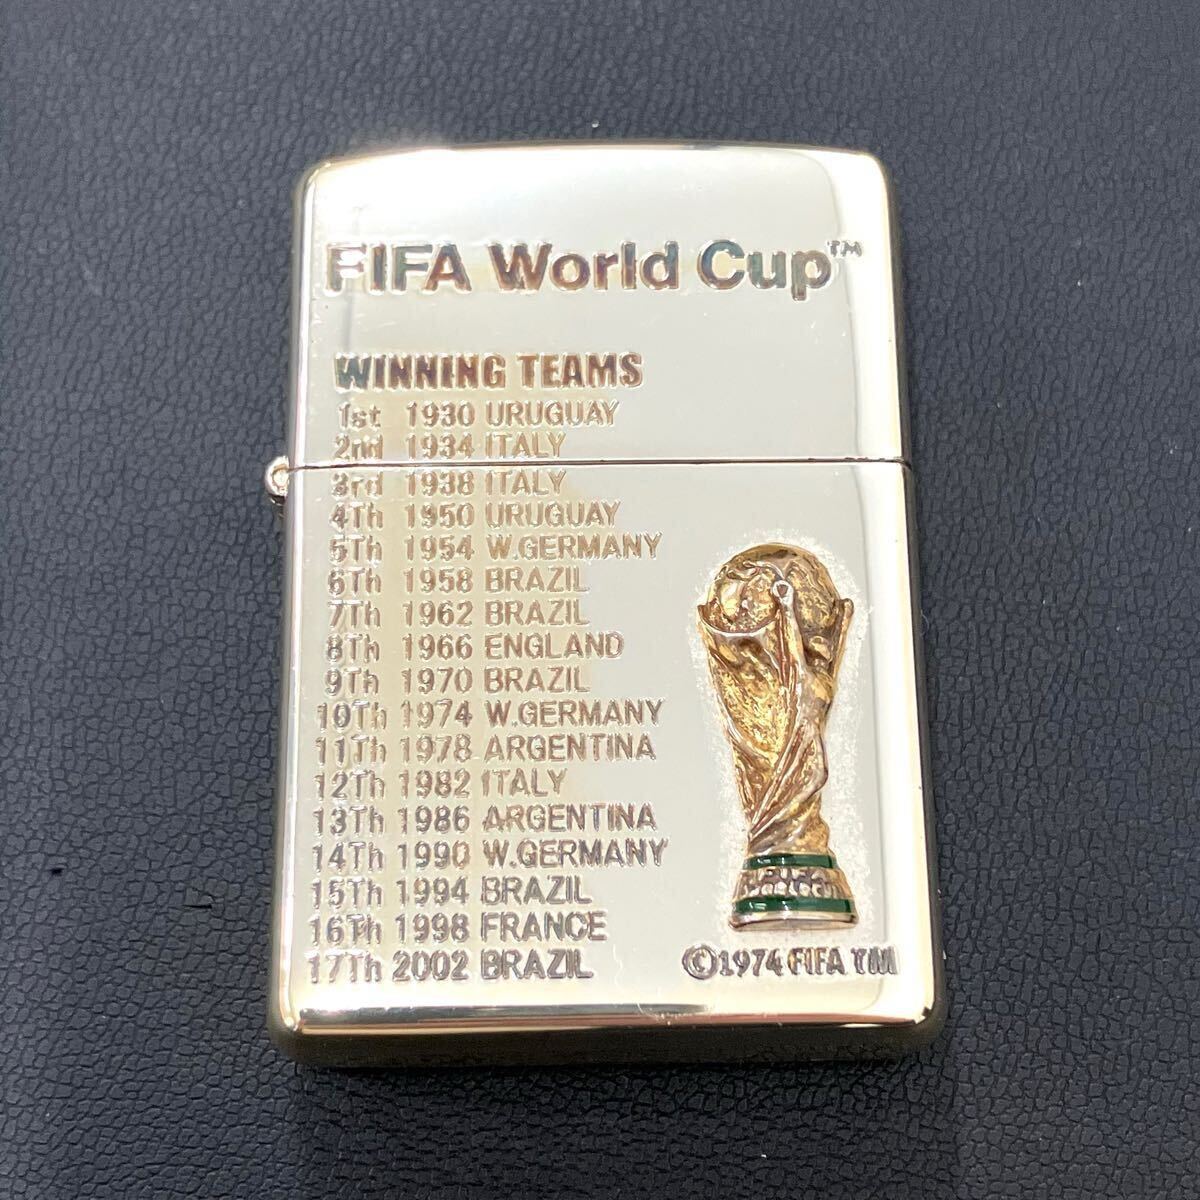 FIFA World Cup™
WINNING TEAMS
1st 1930 URUGUAY
2nd 1934 ITALY
3rd 1938 ITALY
4Th 1950 URUGUAY
5Th 1954 W.GERMANY
6Th 1958 BRAZIL
7Th 1962 BRAZIL
8Th 1966 ENGLAND
9Th 1970 BRAZIL
10Th 1974 W.GERMANY
11Th 1978 ARGENTINA
12Th 1982 ITALY
13Th 1986 ARGENTINA
14Th 1990 W.GERMANY
15Th 1994 BRAZIL
16Th 1998 FRANCE
17Th 2002 BRAZIL
©1974 FIFA TM